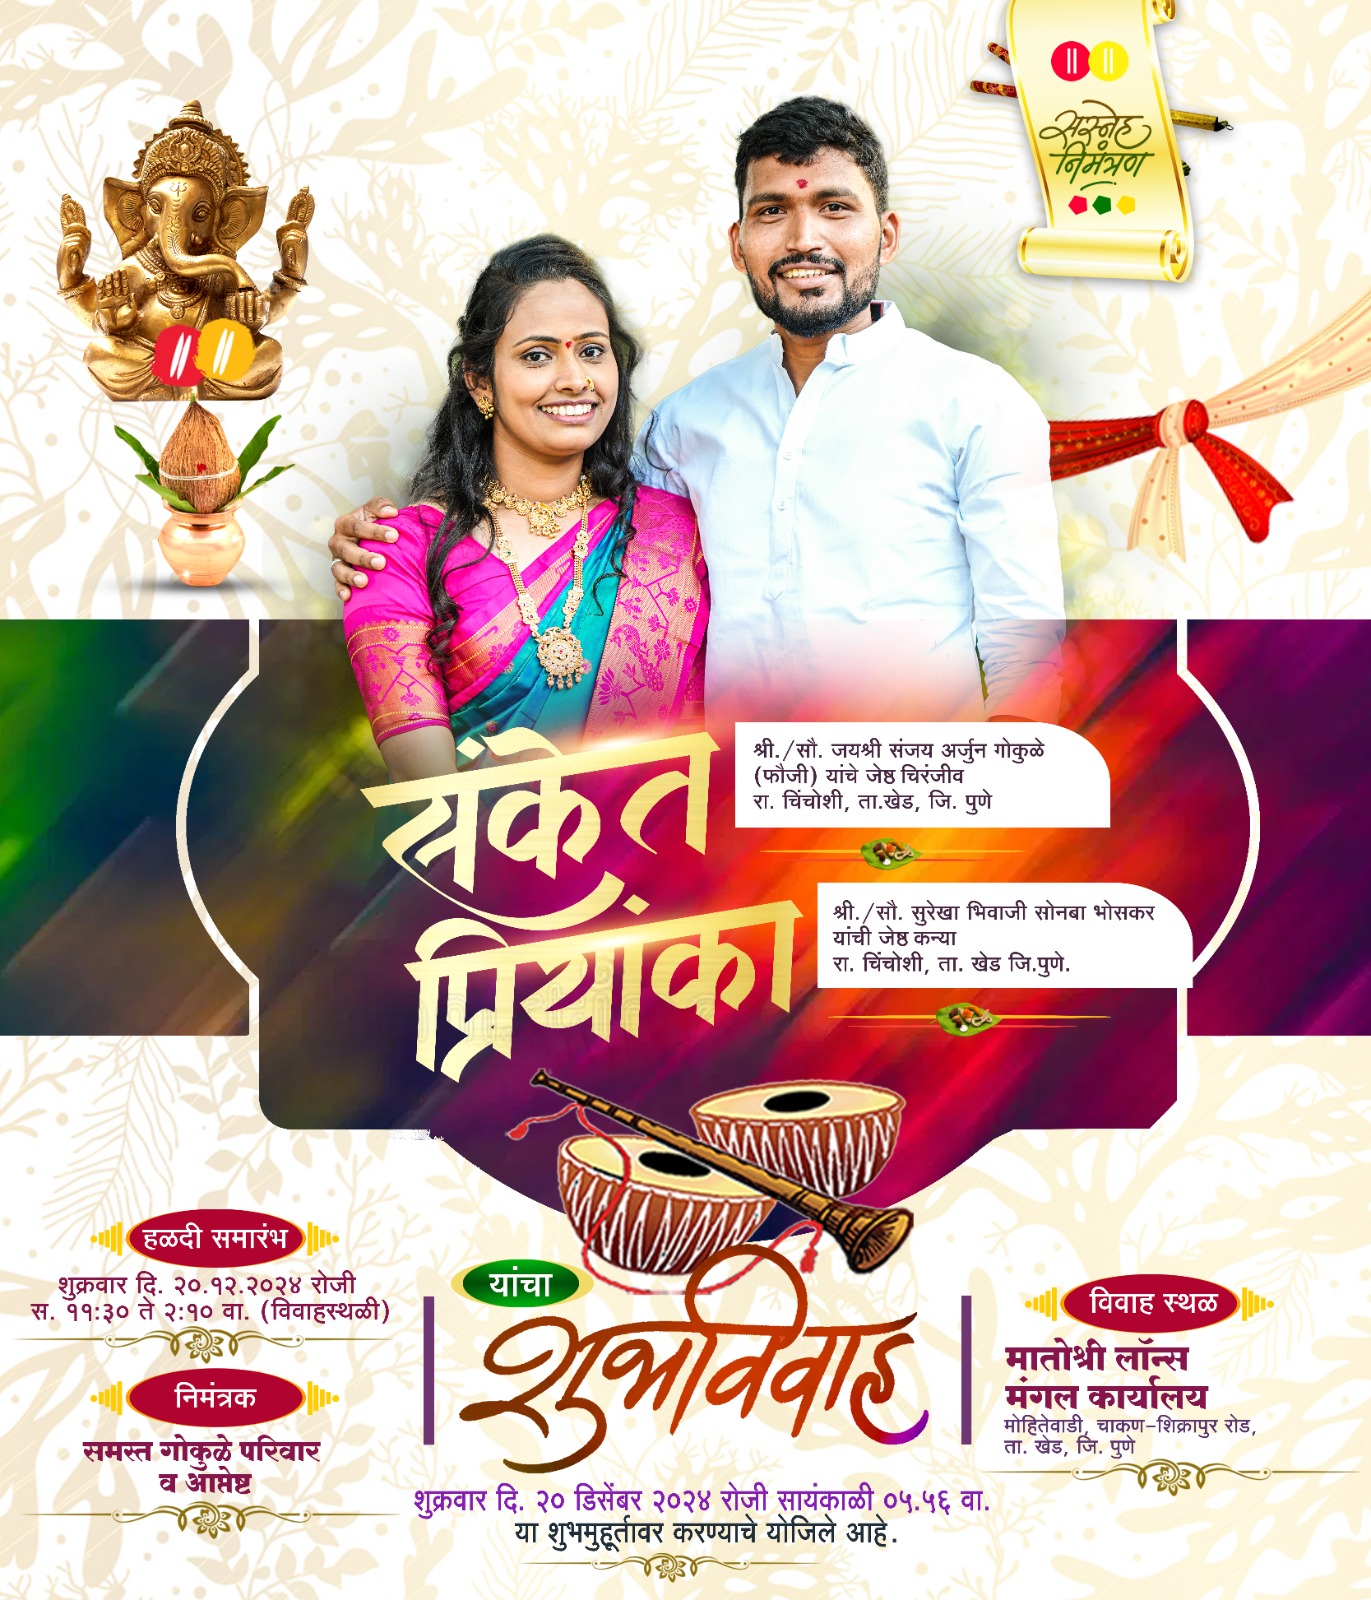 सस्नेह
निमंत्रण
संकेत
श्री./सौ. जयश्री संजय अर्जुन गोकुळे
(फौजी) यांचे जेष्ठ चिरंजीव
रा. चिंचोशी, ता.खेड, जि. पुणे
प्रियांका
श्री./सौ. सुरेखा भिवाजी सोनबा भोसकर
यांची जेष्ठ कन्या
रा. चिंचोशी, ता. खेड जि.पुणे.
हळदी समारंभ
शुक्रवार दि. २०.१२.२०२४ रोजी
स. ११:३० ते २:१० वा. (विवाहस्थळी)
निमंत्रक
समस्त गोकुळे परिवार
व आप्तेष्ट
यांचा
शुभविवाह
शुक्रवार दि. २० डिसेंबर २०२४ रोजी सायंकाळी ०५.५६ वा.
या शुभमुहूर्तावर करण्याचे योजिले आहे.
विवाह स्थळ
मातोश्री लॉन्स
मंगल कार्यालय
मोहितेवाडी, चाकण-शिक्रापुर रोड,
ता. खेड, जि. पुणे